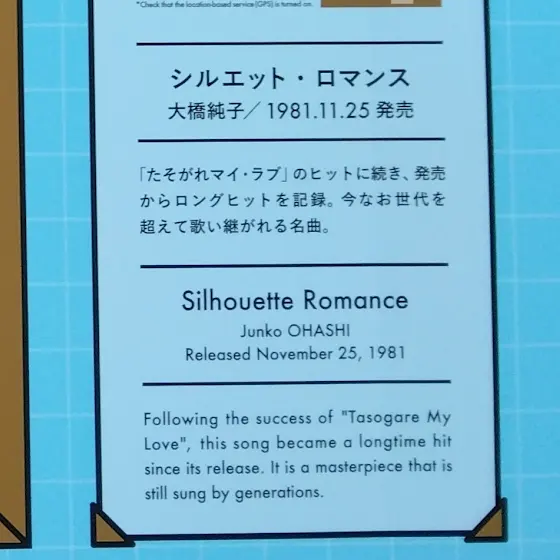 *Check that the location-based service (GPS) is turned on.
シルエット・ロマンス
大橋純子／1981.11.25 発売
「たそがれマイ・ラブ」のヒットに続き、発売
からロングヒットを記録。今なお世代を
超えて歌い継がれる名曲。
Silhouette Romance
Junko OHASHI
Released November 25, 1981
Following the success of "Tasogare My
Love", this song became a longtime hit
since its release. It is a masterpiece that is
still sung by generations.